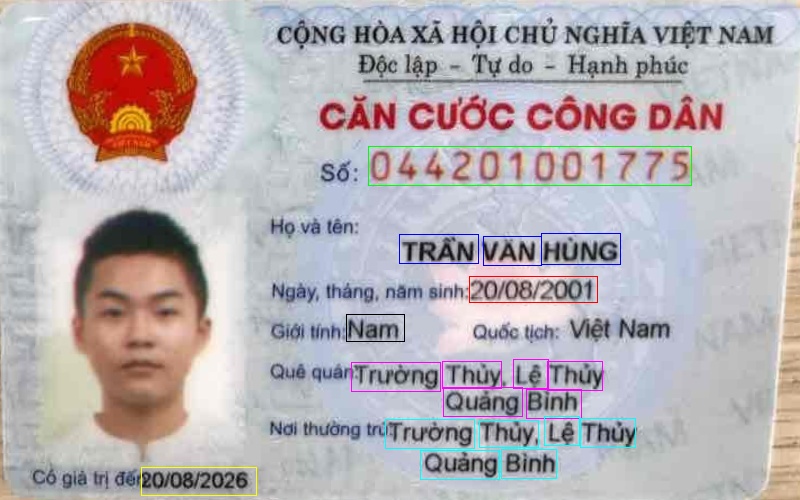 CỘNG HÒA XÃ HỘI CHỦ NGHĨA VIỆT NAM
Độc lập - Tự do - Hạnh phúc
CĂN CƯỚC CÔNG DÂN
Số: 044201001775
Họ và tên:
TRẦN VĂN HÙNG
Ngày, tháng, năm sinh: 20/08/2001
Giới tính: Nam Quốc tịch: Việt Nam
Quê quán: Trường Thủy, Lệ Thủy
Quảng Bình
Nơi thường trú: Trường Thủy, Lệ Thủy
Quảng Bình
Có giá trị đến: 20/08/2026